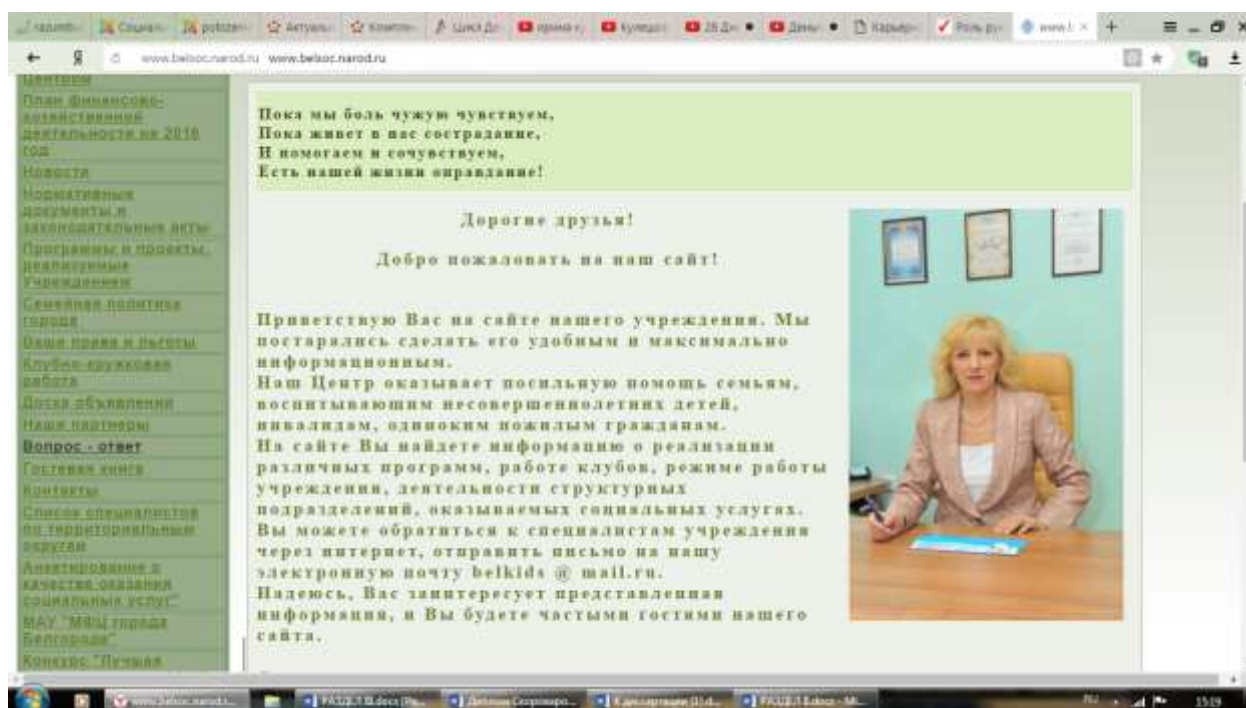 www.belsoc.narod.ru www.belsoc.narod.ru
Центром
План финансово-
хозяйственной
деятельности на 2016
год
Новости
Нормативные
документы и
законодательные акты
Программы и проекты,
реализуемые
Учреждением
Семейная политика
города
Ваши права и льготы
Клубно-кружковая
работа
Доска объявлений
Наши партнеры
Вопрос - ответ
Гостевая книга
Контакты
Список специалистов
по территориальным
округам
Анкетирование о
качестве оказания
социальных услуг"
МАУ "МФЦ города
Белгорода"
Конкурс "Лучшая
Пока мы боль чужую чувствуем,
Пока живет в нас сострадание,
И помогаем и сочувствуем,
Есть нашей жизни оправдание!
Дорогие друзья!
Добро пожаловать на наш сайт!
Приветствую Вас на сайте нашего учреждения. Мы
постарались сделать его удобным и максимально
информационным.
Наш Центр оказывает посильную помощь семьям,
воспитывающим несовершеннолетних детей,
инвалидам, одиноким пожилым гражданам.
На сайте Вы найдете информацию о реализации
различных программ, работе клубов, режиме работы
учреждения, деятельности структурных
подразделений, оказываемых социальных услугах.
Вы можете обратиться к специалистам учреждения
через интернет, отправить письмо на нашу
электронную почту belkids @ mail.ru.
Надеюсь, Вас заинтересует представленная
информация, и Вы будете частыми гостями нашего
сайта.
RU 15:19